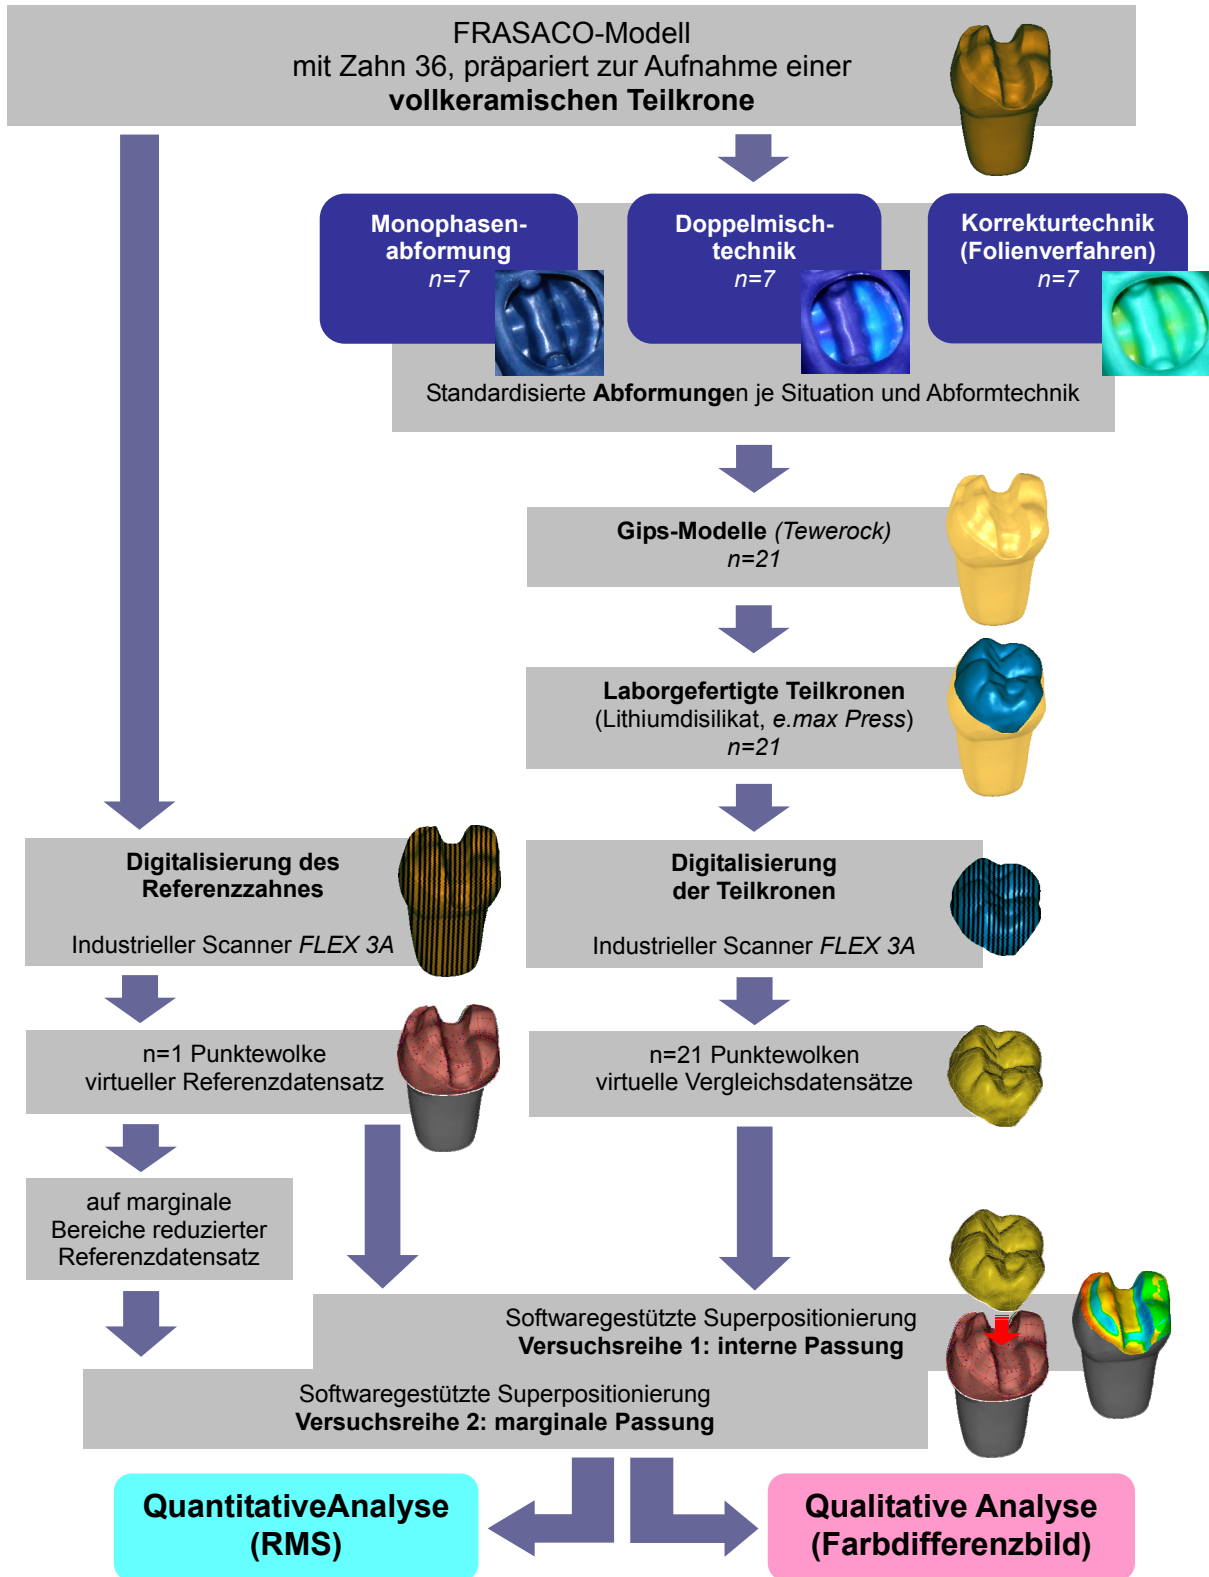 FRASACO-Modell
mit Zahn 36, präpariert zur Aufnahme einer
vollkeramischen Teilkrone
Monophasen-
abformung
n=7
Doppelmisch-
technik
n=7
Korrekturtechnik
(Folienverfahren)
n=7
Standardisierte Abformungen je Situation und Abformtechnik
Gips-Modelle (Tewerock)
n=21
Laborgefertigte Teilkronen
(Lithiumdisilikat, e.max Press)
n=21
Digitalisierung des
Referenzzahnes
Industrieller Scanner FLEX 3A
Digitalisierung
der Teilkronen
Industrieller Scanner FLEX 3A
n=1 Punktewolke
virtueller Referenzdatensatz
n=21 Punktewolken
virtuelle Vergleichsdatensätze
auf marginale
Bereiche reduzierter
Referenzdatensatz
Softwaregestützte Superpositionierung
Versuchsreihe 1: interne Passung
Softwaregestützte Superpositionierung
Versuchsreihe 2: marginale Passung
QuantitativeAnalyse
(RMS)
Qualitative Analyse
(Farbdifferenzbild)